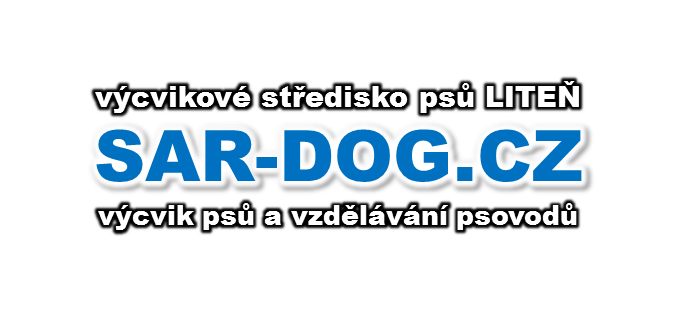 výcvikové středisko psů LITEŇ
SAR-DOG.CZ
výcvik psů a vzdělávání psovodů